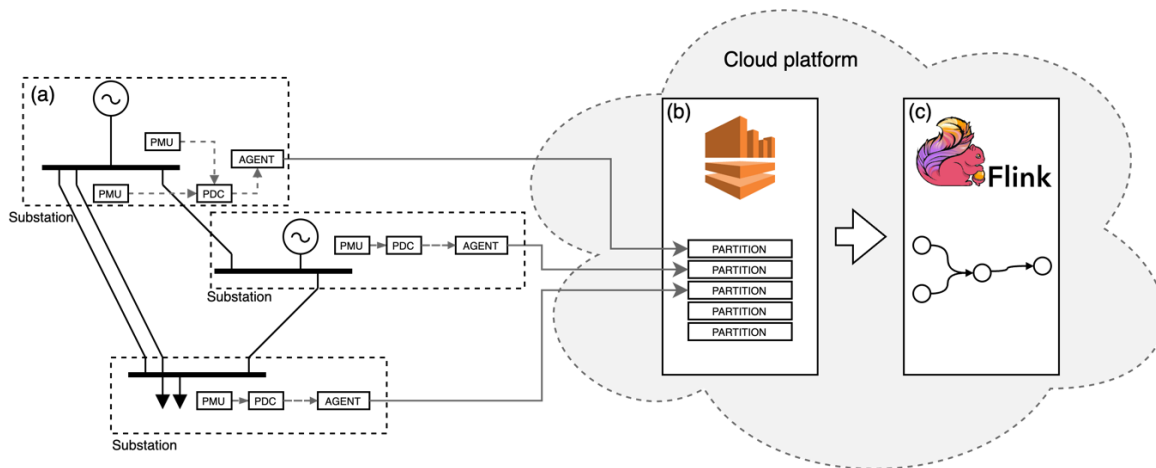 Cloud platform
(a)
PMU
AGENT
PMU
PDC
Substation
PMU
PDC
AGENT
Substation
PMU
PDC
AGENT
Substation
(b)
PARTITION
PARTITION
PARTITION
PARTITION
PARTITION
(c)
Flink